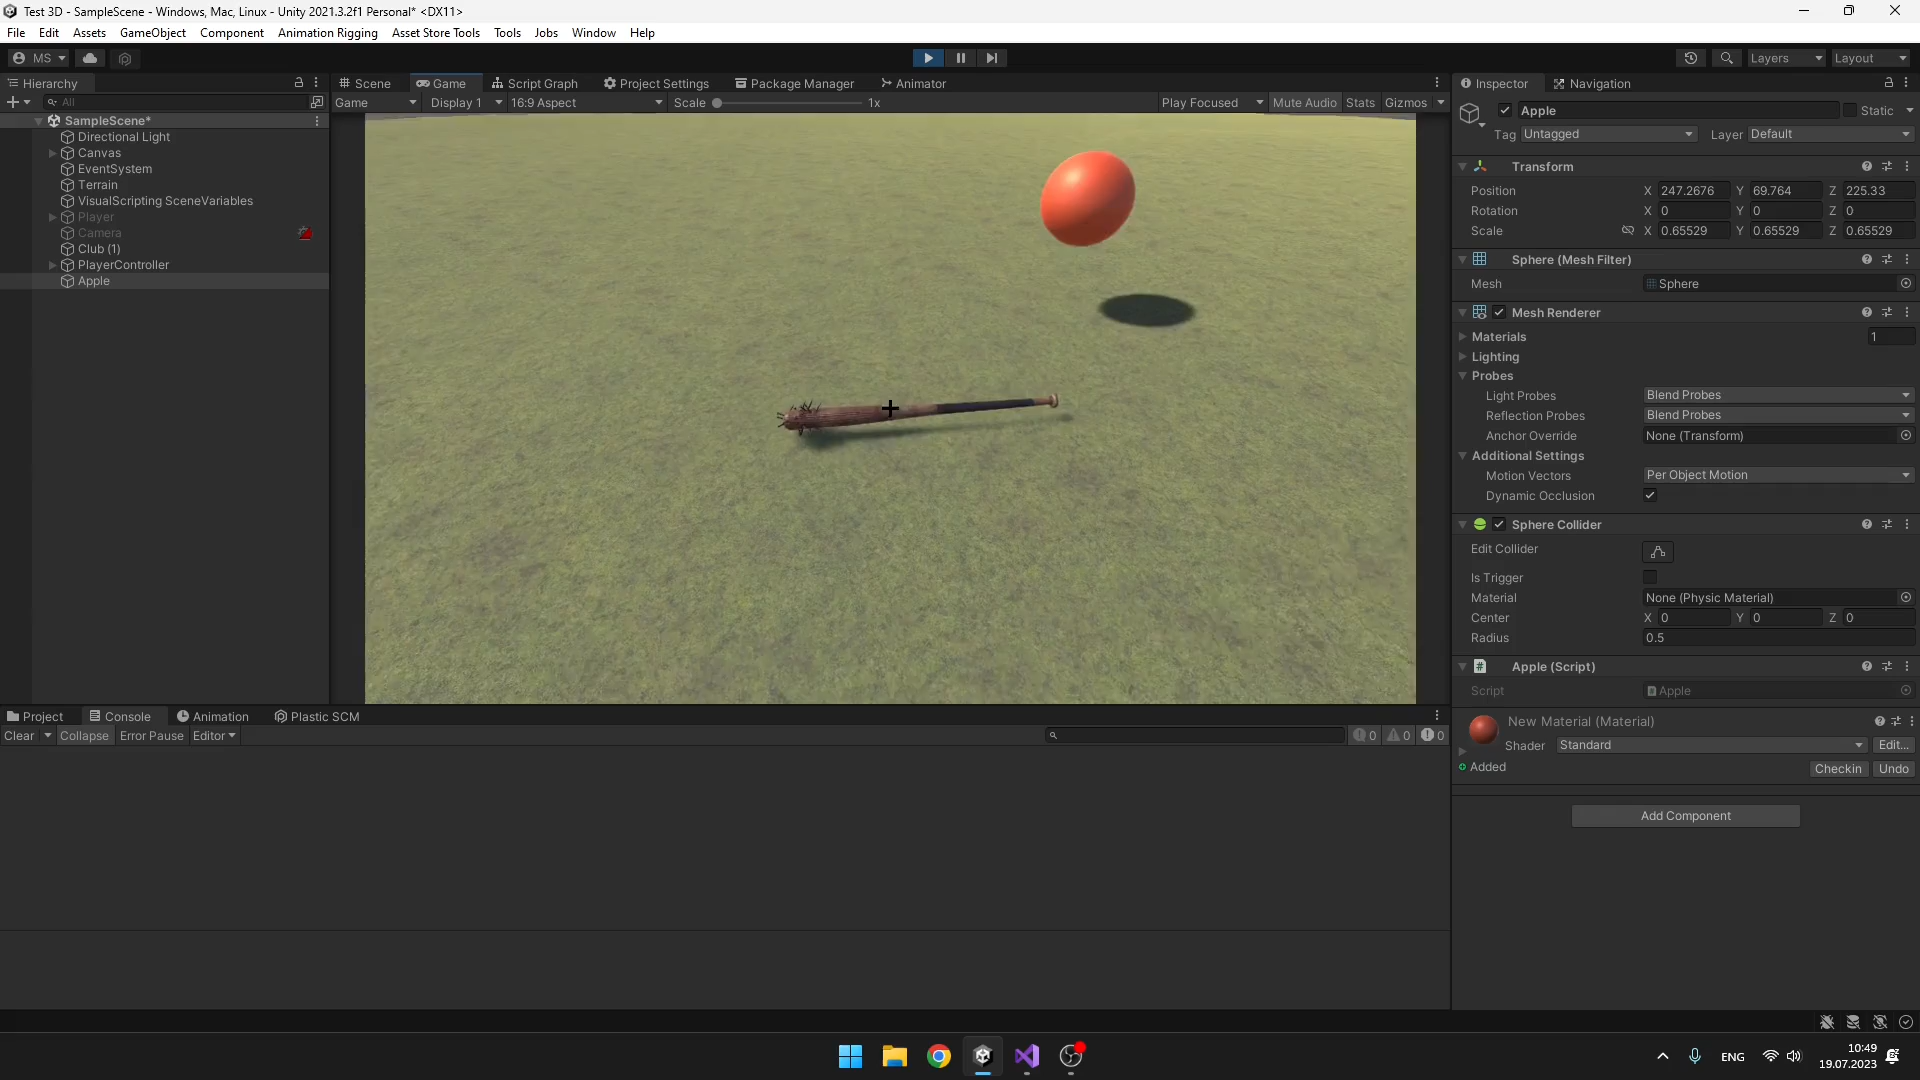 Test 3D - SampleScene - Windows, Mac, Linux - Unity 2021.3.2f1 Personal* <DX11>
File Edit Assets GameObject Component Animation Rigging Asset Store Tools Tools Jobs Window Help
MS Layers Layout
Hierarchy Scene Game Script Graph Project Settings Package Manager Animator Inspector Navigation
All Game Display 1 16:9 Aspect Scale 1x Play Focused Mute Audio Stats Gizmos
Apple Static
Tag Untagged Layer Default
SampleScene*
Directional Light
Canvas
EventSystem
Terrain
VisualScripting SceneVariables
Player
Camera
Club (1)
PlayerController
Apple
Transform
Position X 247.2676 Y 69.764 Z 225.33
Rotation X 0 Y 0 Z 0
Scale X 0.65529 Y 0.65529 Z 0.65529
Sphere (Mesh Filter)
Mesh Sphere
Mesh Renderer
Materials 1
Lighting
Probes
Light Probes Blend Probes
Reflection Probes Blend Probes
Anchor Override None (Transform)
Additional Settings
Motion Vectors Per Object Motion
Dynamic Occlusion
Sphere Collider
Edit Collider
Is Trigger
Material None (Physic Material)
Center X 0 Y 0 Z 0
Radius 0.5
# Apple (Script)
Script Apple
New Material (Material)
Shader Standard Edit...
Added Checkin Undo
Add Component
Project Console Animation Plastic SCM
Clear Collapse Error Pause Editor 0 0 0
ENG 10:49
19.07.2023